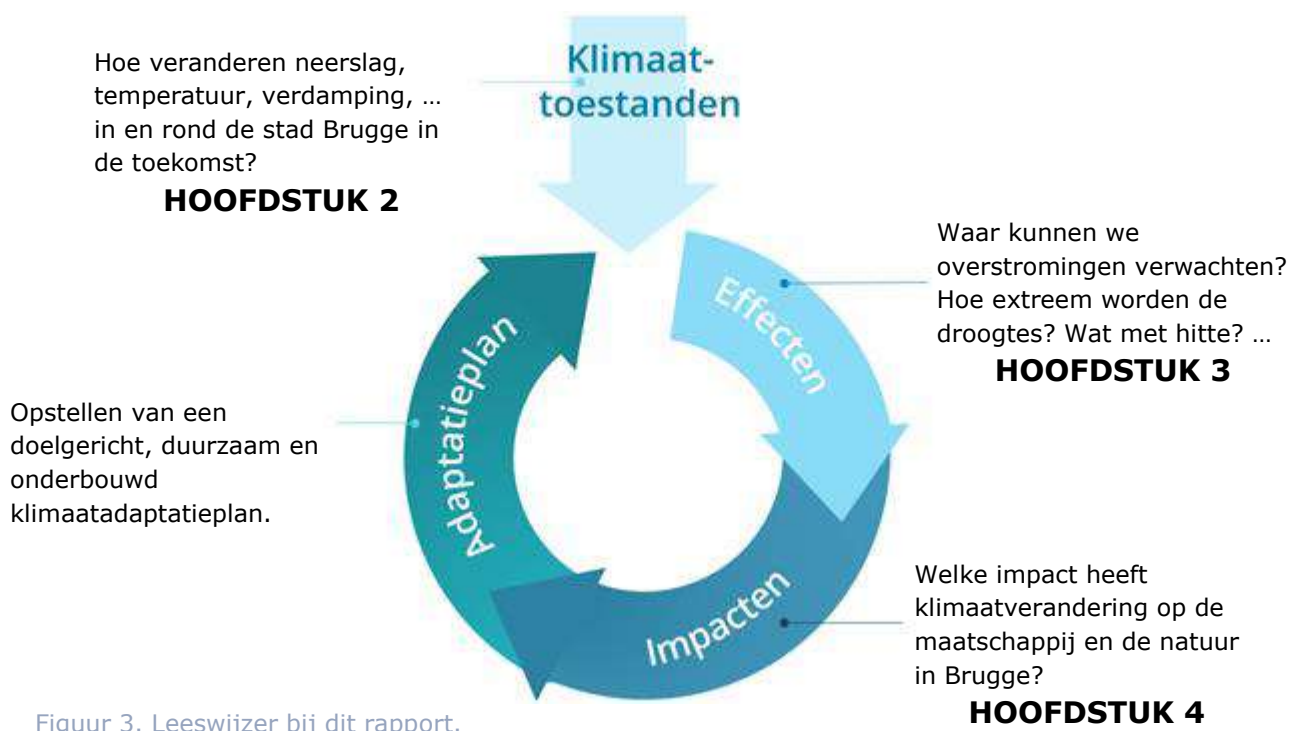 Hoe veranderen neerslag,
temperatuur, verdamping, …
in en rond de stad Brugge in
de toekomst?
HOOFDSTUK 2
Klimaat-
toestanden
Effecten
Waar kunnen we
overstromingen verwachten?
Hoe extreem worden de
droogtes? Wat met hitte? …
HOOFDSTUK 3
Adaptatieplan
Opstellen van een
doelgericht, duurzaam en
onderbouwd
klimaatadaptatieplan.
Impacten
Welke impact heeft
klimaatverandering op de
maatschappij en de natuur
in Brugge?
HOOFDSTUK 4
Figuur 3. Leeswijzer bij dit rapport.